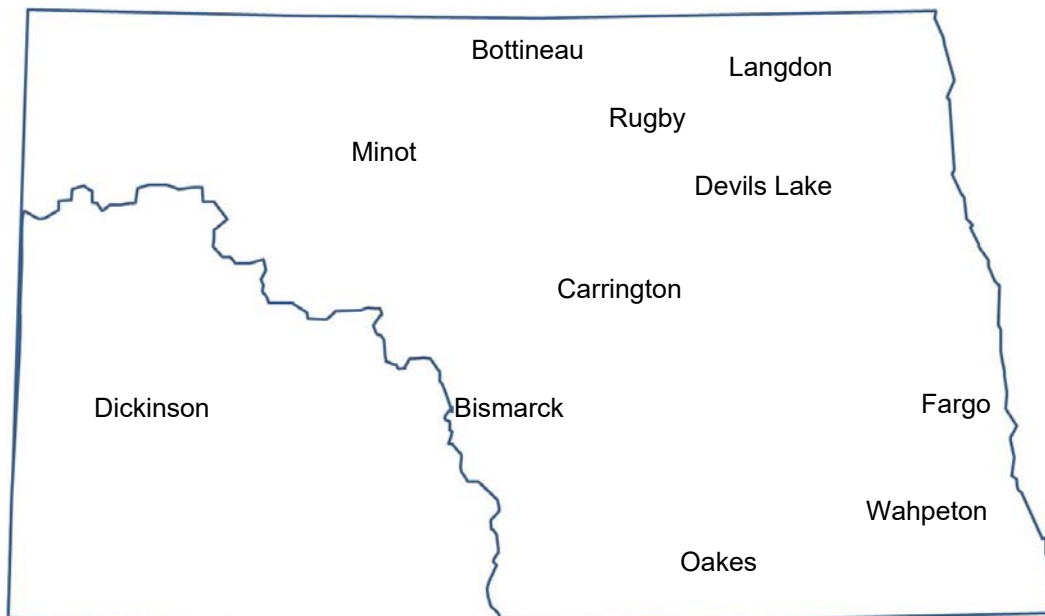 Bottineau
Langdon
Rugby
Minot
Devils Lake
Carrington
Dickinson
Bismarck
Fargo
Wahpeton
Oakes